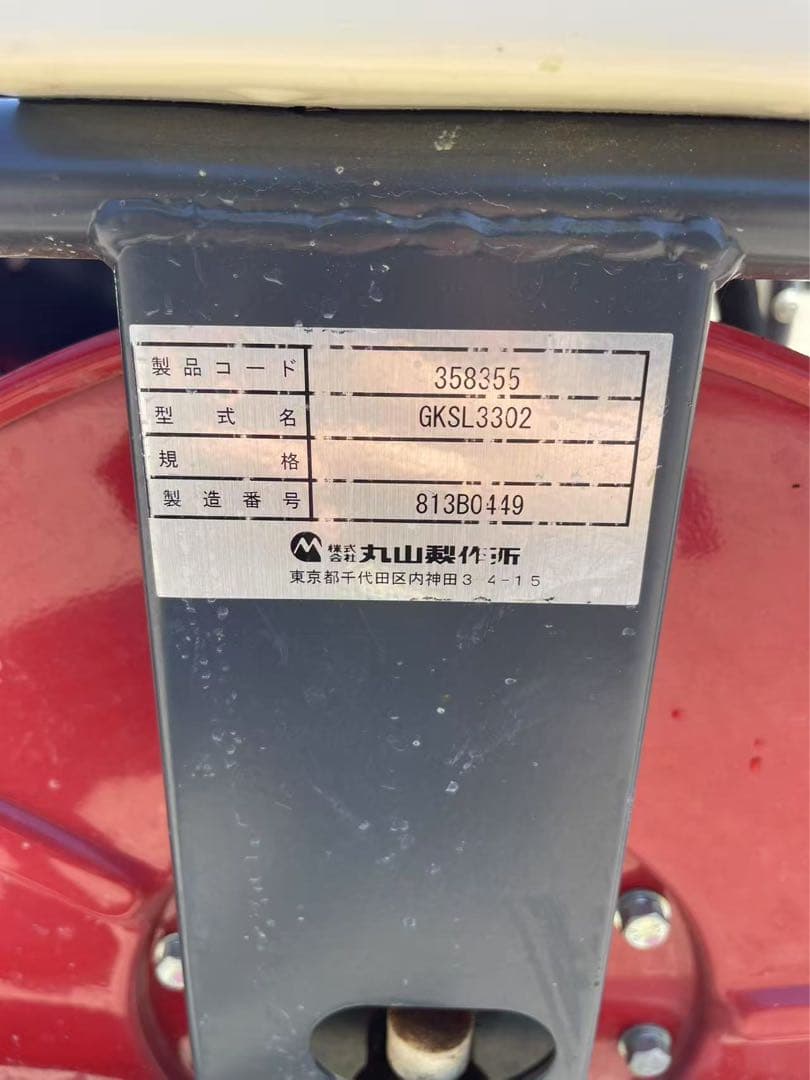 製品コード 358355
型式名 GKSL3302
規格
製造番号 813B0449
株式会社 丸山製作所
東京都千代田区内神田3 4-15